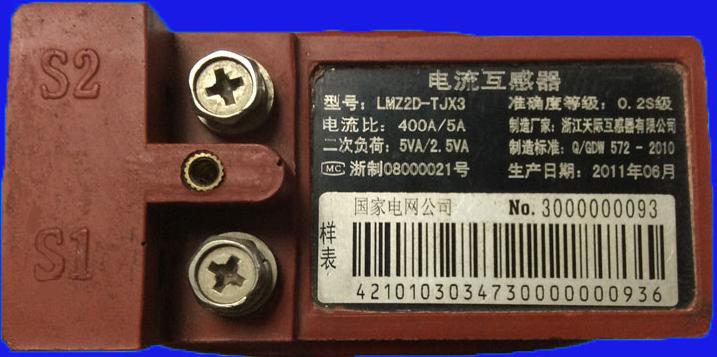 S2
S1
电流互感器
型号: LMZ2D-TJX3 准确度等级: 0.2S级
电流比: 400A/5A 制造厂家: 浙江天际互感器有限公司
二次负荷: 5VA/2.5VA 制造标准: Q/GDW 572-2010
MC 浙制08000021号 生产日期: 2011年06月
国家电网公司 No.3000000093
样表
4210103034730000000936